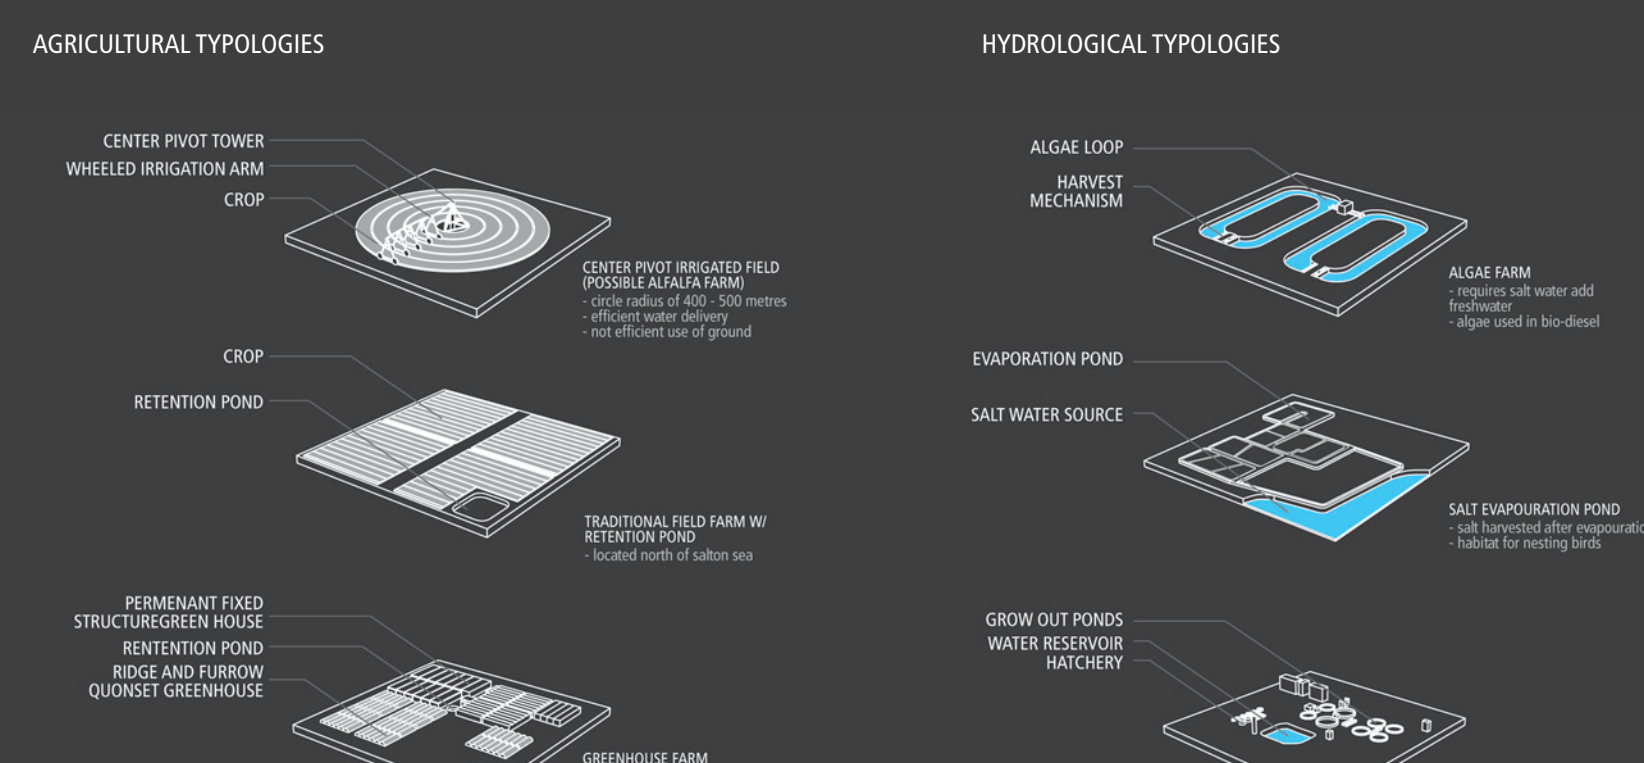 AGRICULTURAL TYPOLOGIES
CENTER PIVOT TOWER
WHEELED IRRIGATION ARM
CROP
CENTER PIVOT IRRIGATED FIELD
(POSSIBLE ALFALFA FARM)
- circle radius of 400 - 500 metres
- efficient water delivery
- not efficient use of ground
CROP
RETENTION POND
TRADITIONAL FIELD FARM W/
RETENTION POND
- located north of salton sea
PERMENANT FIXED
STRUCTUREGREEN HOUSE
RENTENTION POND
RIDGE AND FURROW
QUONSET GREENHOUSE
GREENHOUSE FARM
HYDROLOGICAL TYPOLOGIES
ALGAE LOOP
HARVEST
MECHANISM
ALGAE FARM
- requires salt water add
freshwater
- algae used in bio-diesel
EVAPORATION POND
SALT WATER SOURCE
SALT EVAPOURATION POND
- salt harvested after evapouratio
- habitat for nesting birds
GROW OUT PONDS
WATER RESERVOIR
HATCHERY